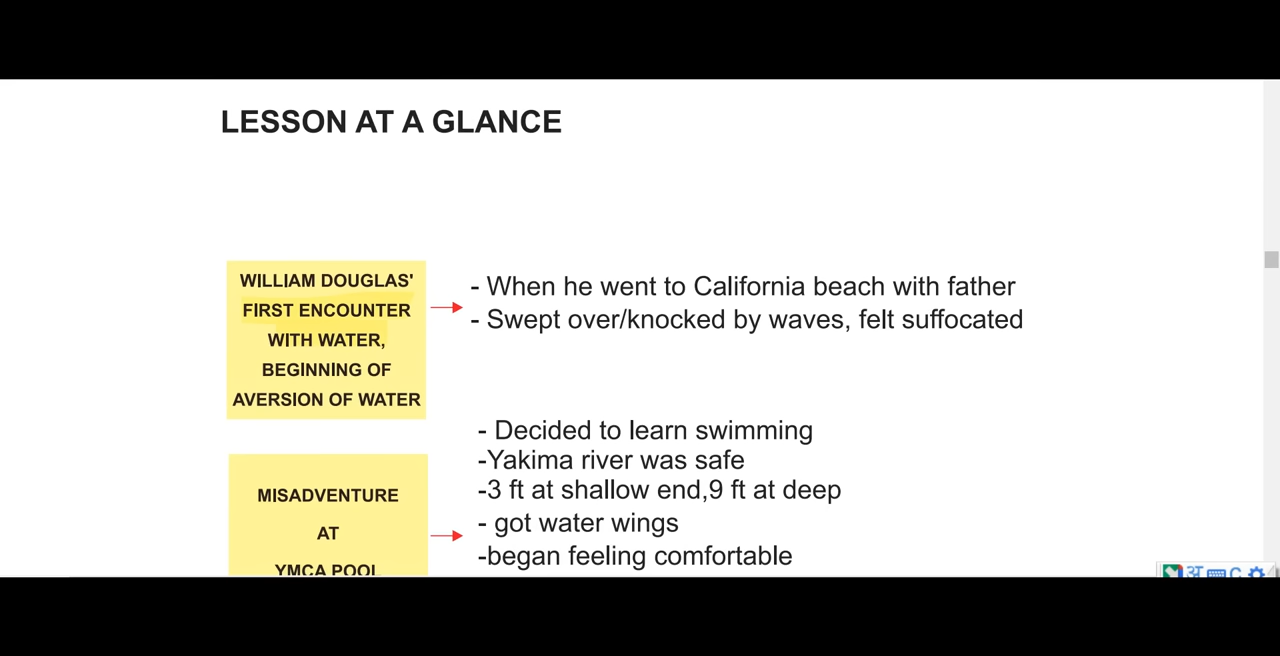 LESSON AT A GLANCE
WILLIAM DOUGLAS'
FIRST ENCOUNTER
WITH WATER,
BEGINNING OF
AVERSION OF WATER
- When he went to California beach with father
- Swept over/knocked by waves, felt suffocated
MISADVENTURE
AT
YMCA POOL
- Decided to learn swimming
-Yakima river was safe
-3 ft at shallow end,9 ft at deep
- got water wings
-began feeling comfortable
अ